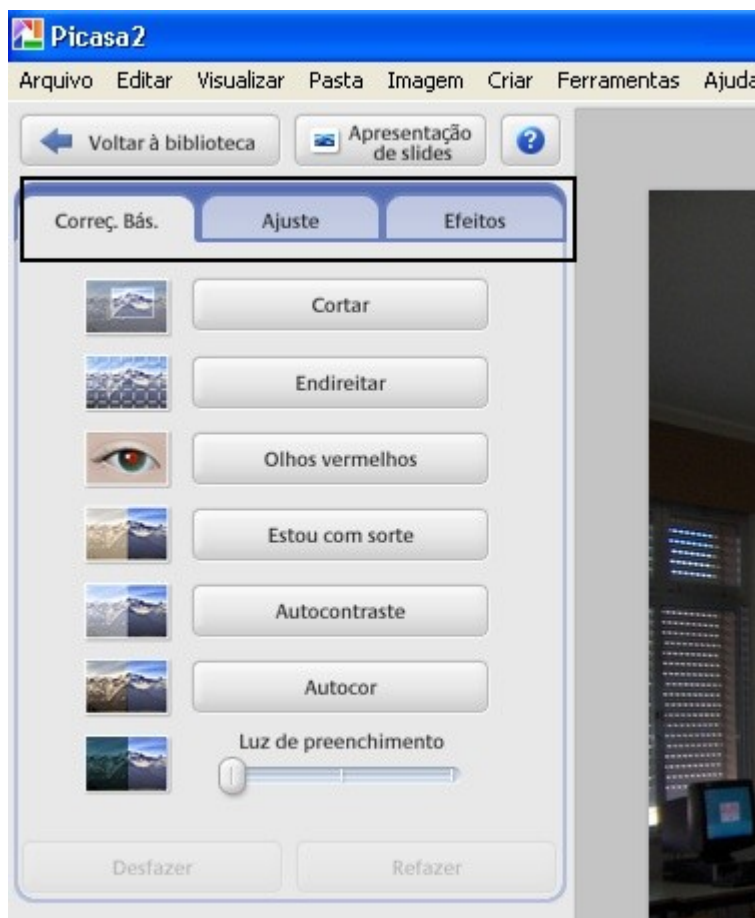 Picasa2
Arquivo Editar Visualizar Pasta Imagem Criar Ferramentas Ajuda
Voltar à biblioteca
Apresentação
de slides
?
Correç. Bás. Ajuste Efeitos
Cortar
Endireitar
Olhos vermelhos
Estou com sorte
Autocontraste
Autocor
Luz de preenchimento
Desfazer Refazer